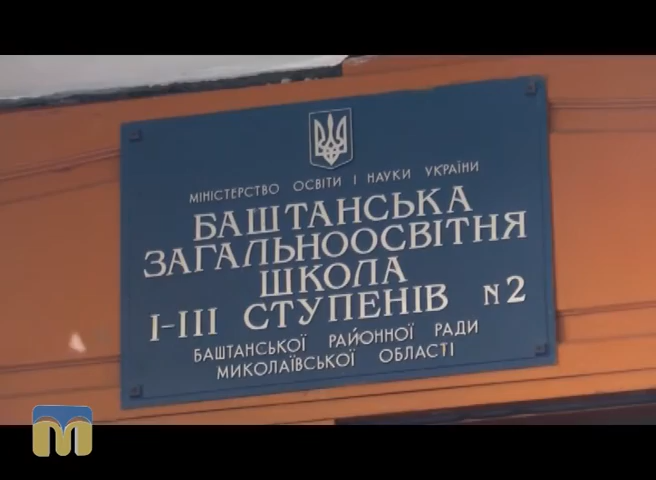 МІНІСТЕРСТВО ОСВІТИ І НАУКИ УКРАЇНИ
БАШТАНСЬКА
ЗАГАЛЬНООСВІТНЯ
ШКОЛА
І-ІІІ СТУПЕНІВ №2
БАШТАНСЬКОЇ РАЙОННОЇ РАДИ
МИКОЛАЇВСЬКОЇ ОБЛАСТІ